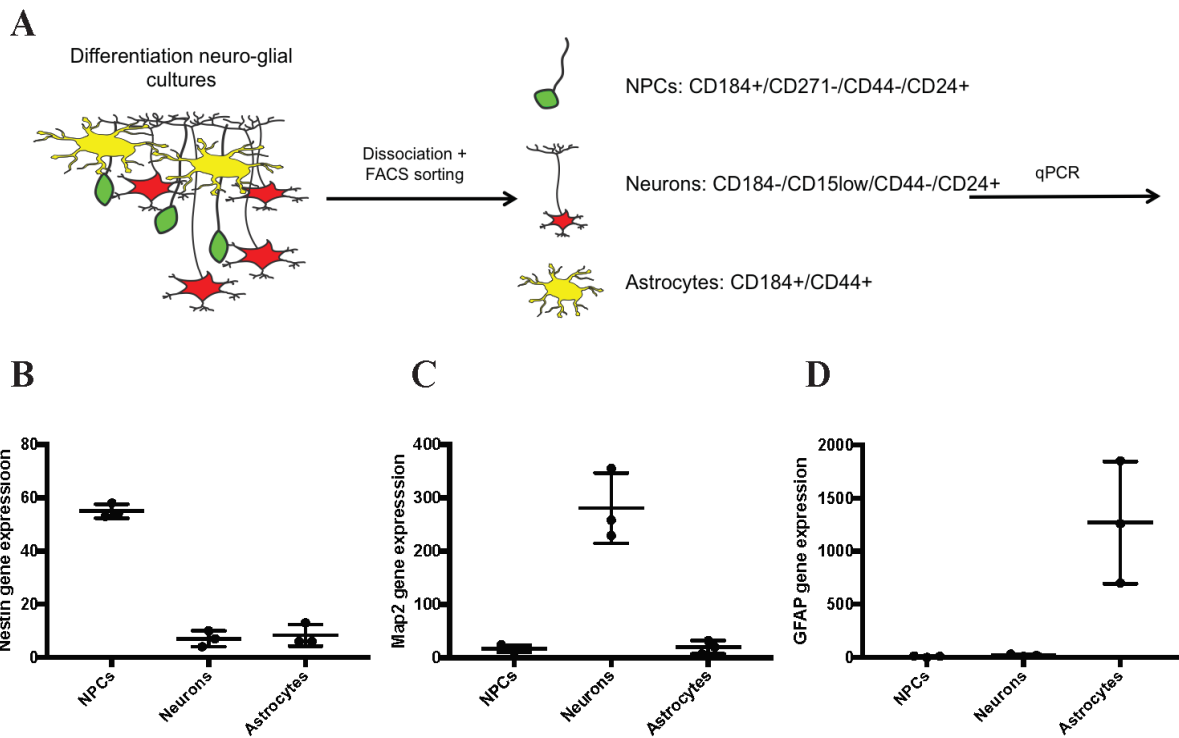 A
Differentiation neuro-glial
cultures
Dissociation +
FACS sorting
NPCs: CD184+/CD271-/CD44-/CD24+
Neurons: CD184-/CD15low/CD44-/CD24+
qPCR
Astrocytes: CD184+/CD44+
B
Nestin gene expressioon
80
60
40
20
0
NPCs
Neurons
Astrocytes
C
Map2 gene expresssion
400
300
200
100
0
NPCs
Neurons
Astrocytes
D
GFAP gene expression
2000
1500
1000
500
0
NPCs
Neurons
Astrocytes